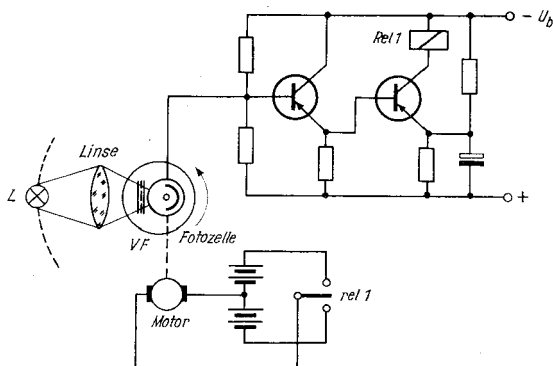 - U_b
Rel 1
Linse
L
VF
Fotozelle
+
Motor
rel 1